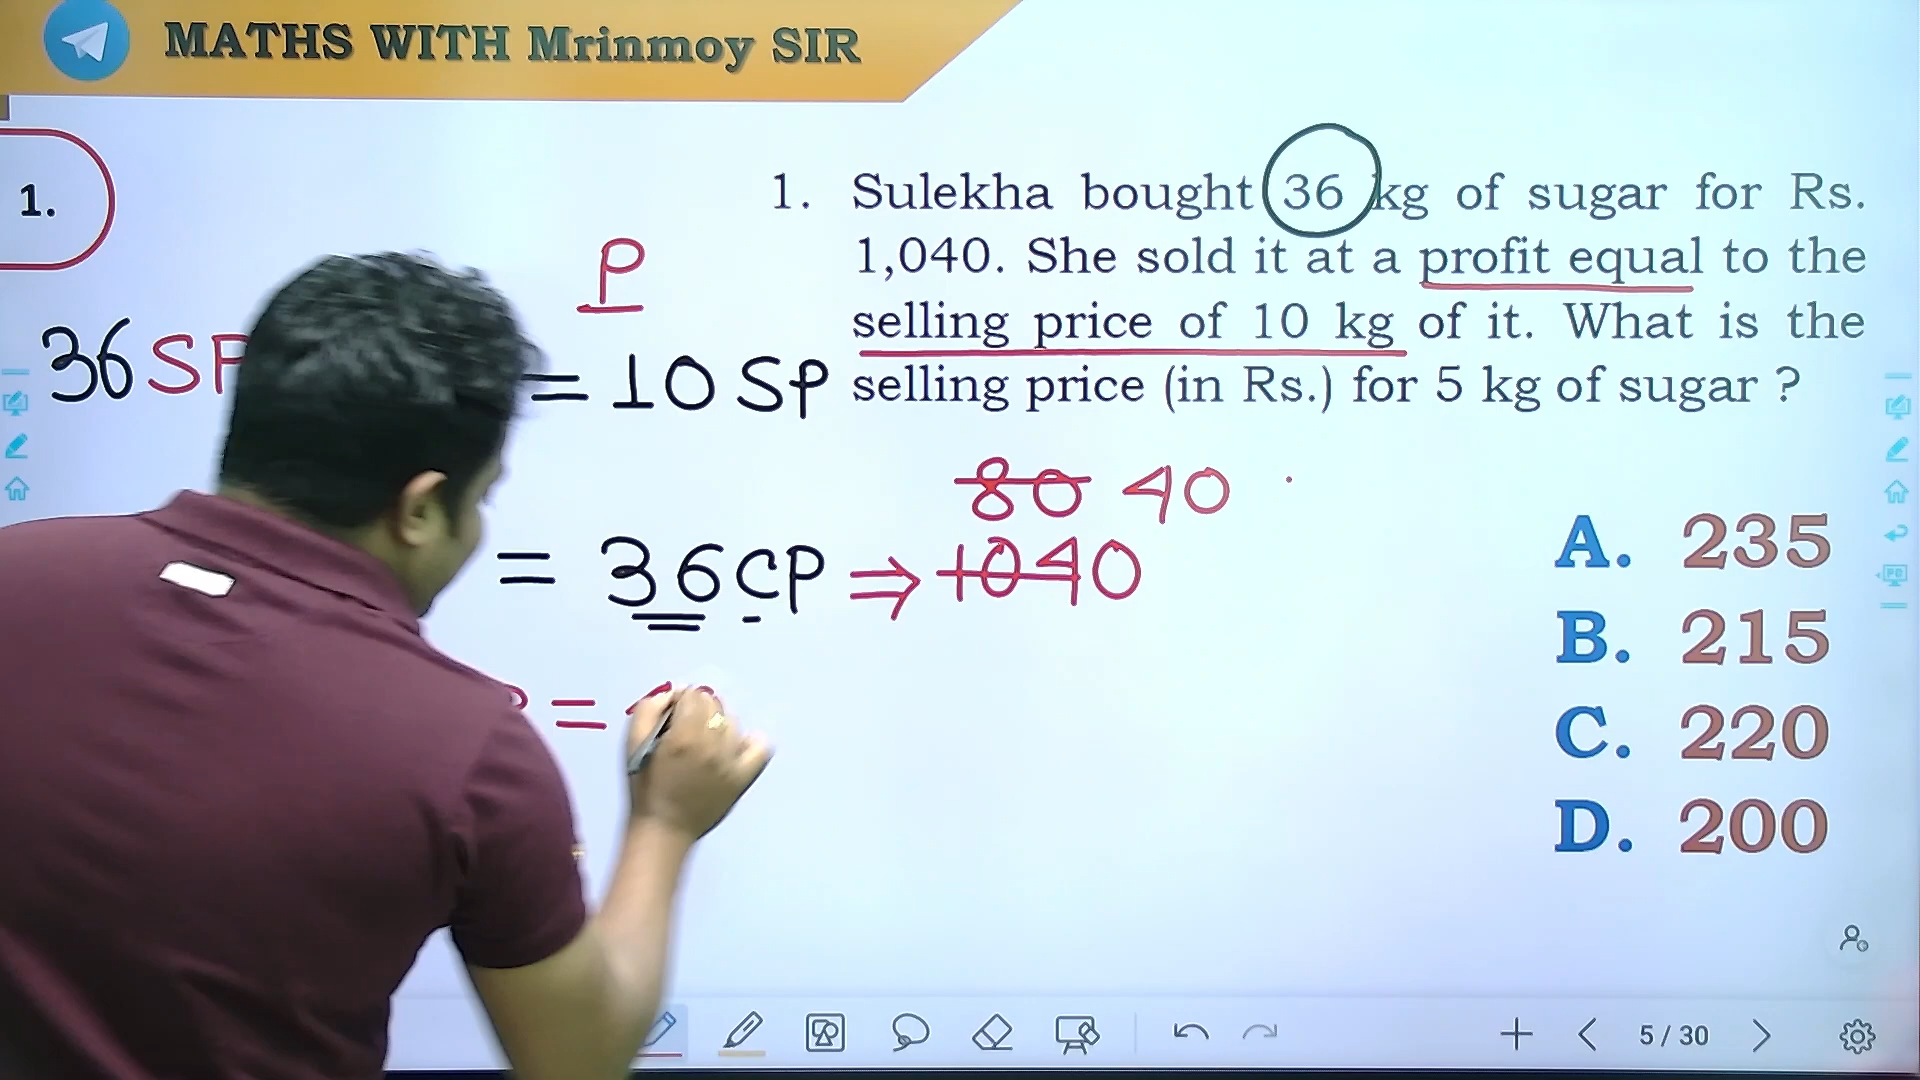 MATHS WITH Mrinmoy SIR
1.
1. Sulekha bought 36 kg of sugar for Rs.
1,040. She sold it at a profit equal to the
selling price of 10 kg of it. What is the
selling price (in Rs.) for 5 kg of sugar ?
P
36 SP = 10 SP
80 40
= 36 CP ⇒ 1040
=
A. 235
B. 215
C. 220
D. 200
5 / 30